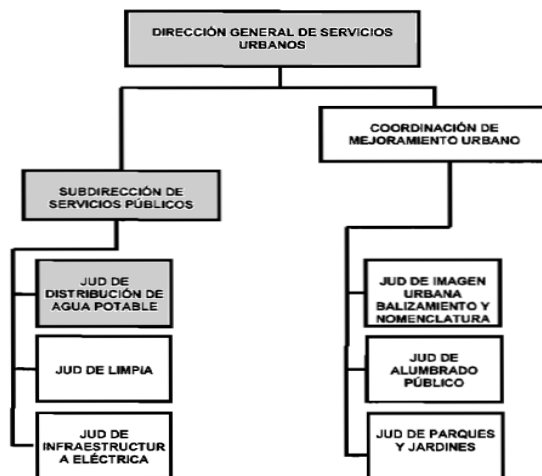 DIRECCIÓN GENERAL DE SERVICIOS
URBANOS
COORDINACIÓN DE
MEJORAMIENTO URBANO
SUBDIRECCIÓN DE
SERVICIOS PÚBLICOS
JUD DE
DISTRIBUCIÓN DE
AGUA POTABLE
JUD DE LIMPIA
JUD DE
INFRAESTRUCTUR
A ELÉCTRICA
JUD DE IMAGEN
URBANA
BALIZAMIENTO Y
NOMENCLATURA
JUD DE
ALUMBRADO
PÚBLICO
JUD DE PARQUES
Y JARDINES